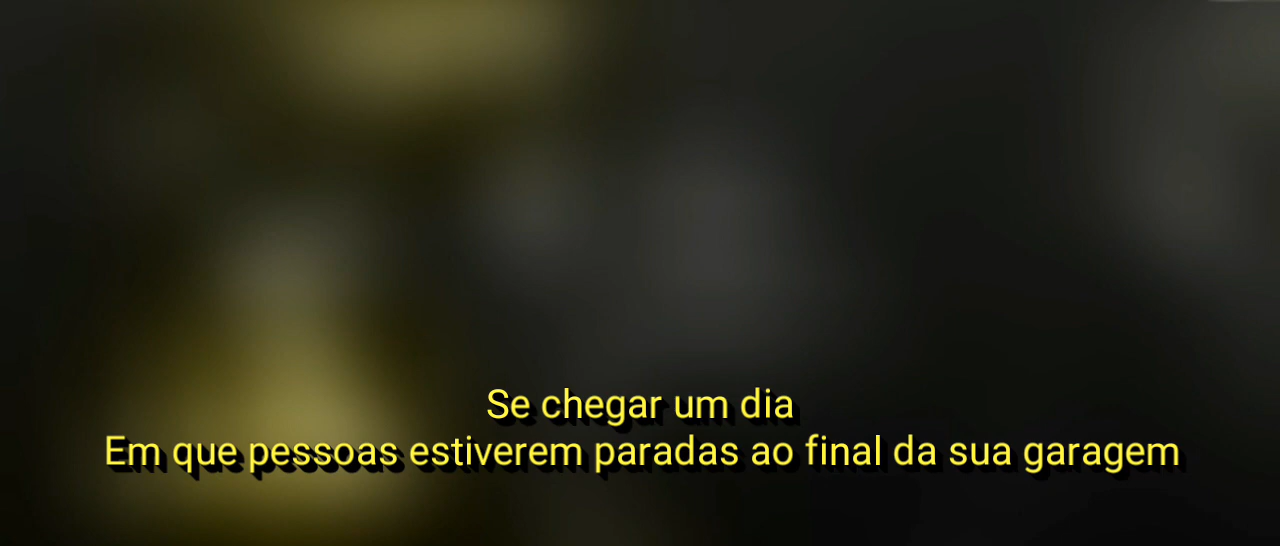 Se chegar um dia
Em que pessoas estiverem paradas ao final da sua garagem